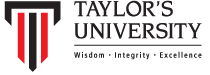 TAYLOR'S
UNIVERSITY
Wisdom • Integrity • Excellence